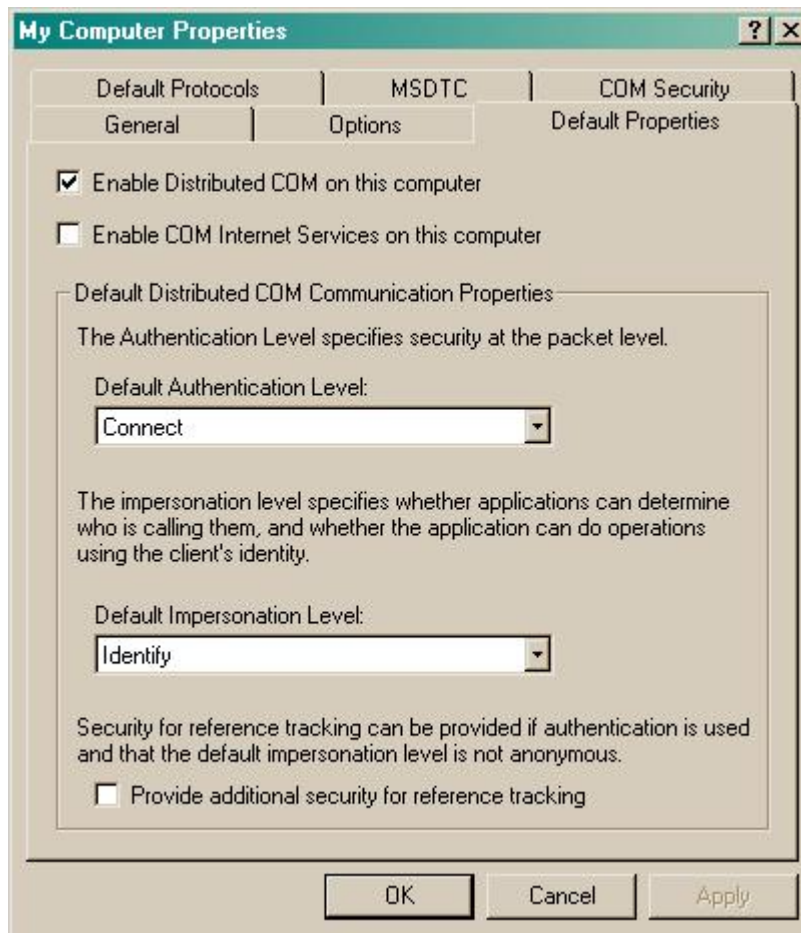 My Computer Properties
Default Protocols MSDTC COM Security
General Options Default Properties
Enable Distributed COM on this computer
Enable COM Internet Services on this computer
Default Distributed COM Communication Properties
The Authentication Level specifies security at the packet level.
Default Authentication Level:
Connect
The impersonation level specifies whether applications can determine
who is calling them, and whether the application can do operations
using the client's identity.
Default Impersonation Level:
Identify
Security for reference tracking can be provided if authentication is used
and that the default impersonation level is not anonymous.
Provide additional security for reference tracking
OK Cancel Apply